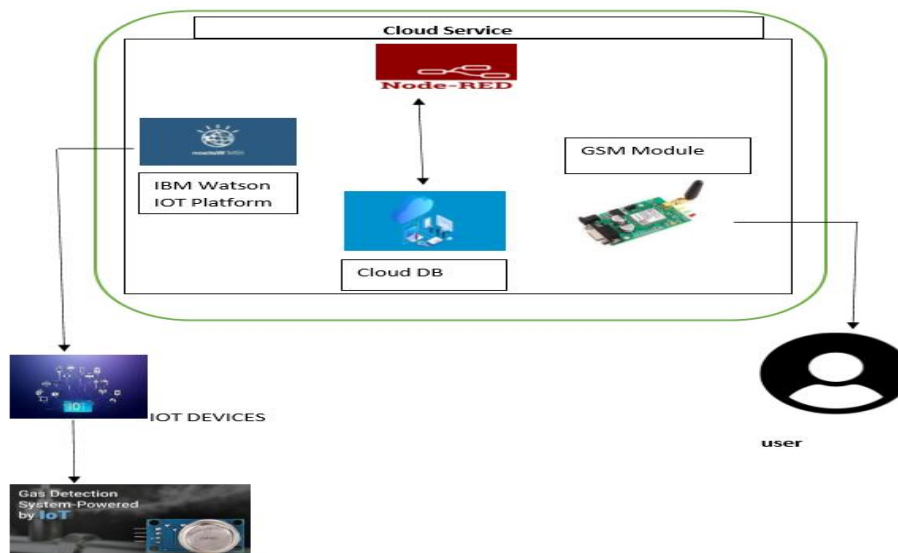 Cloud Service
Node-RED
GSM Module
IBM Watson
IOT Platform
Cloud DB
IOT DEVICES
user
Gas Detection
System-Powered
by IoT